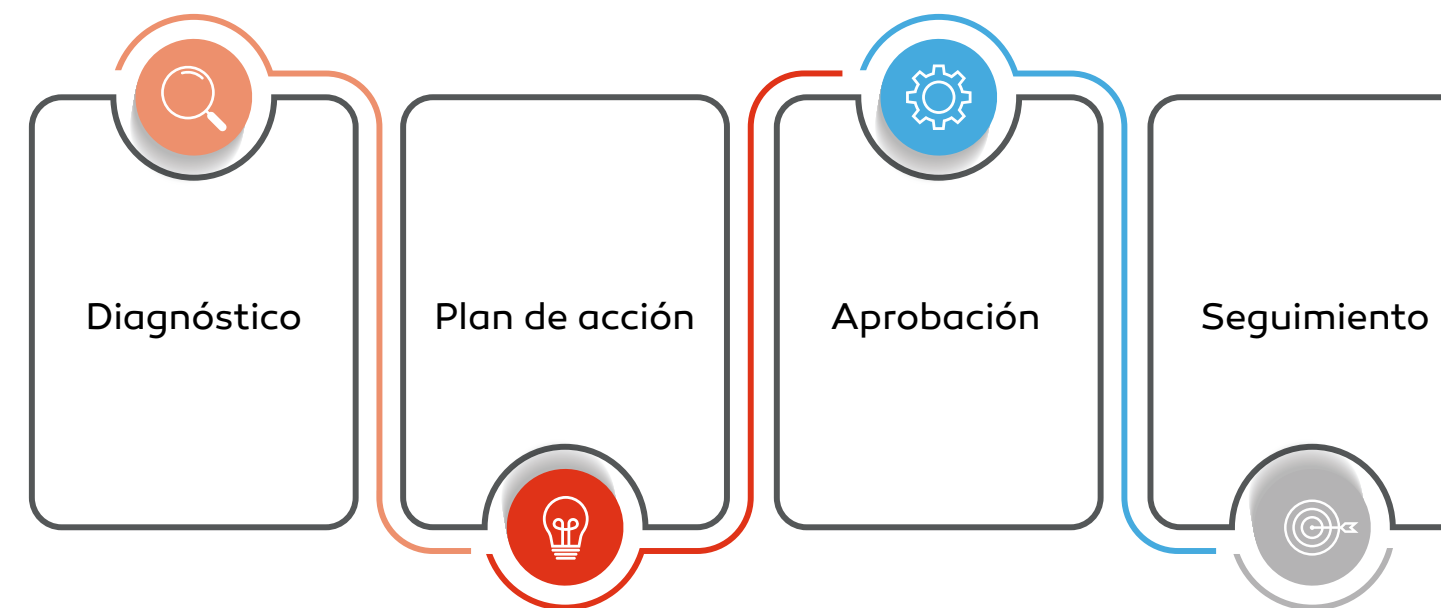 Diagnóstico
Plan de acción
Aprobación
Seguimiento